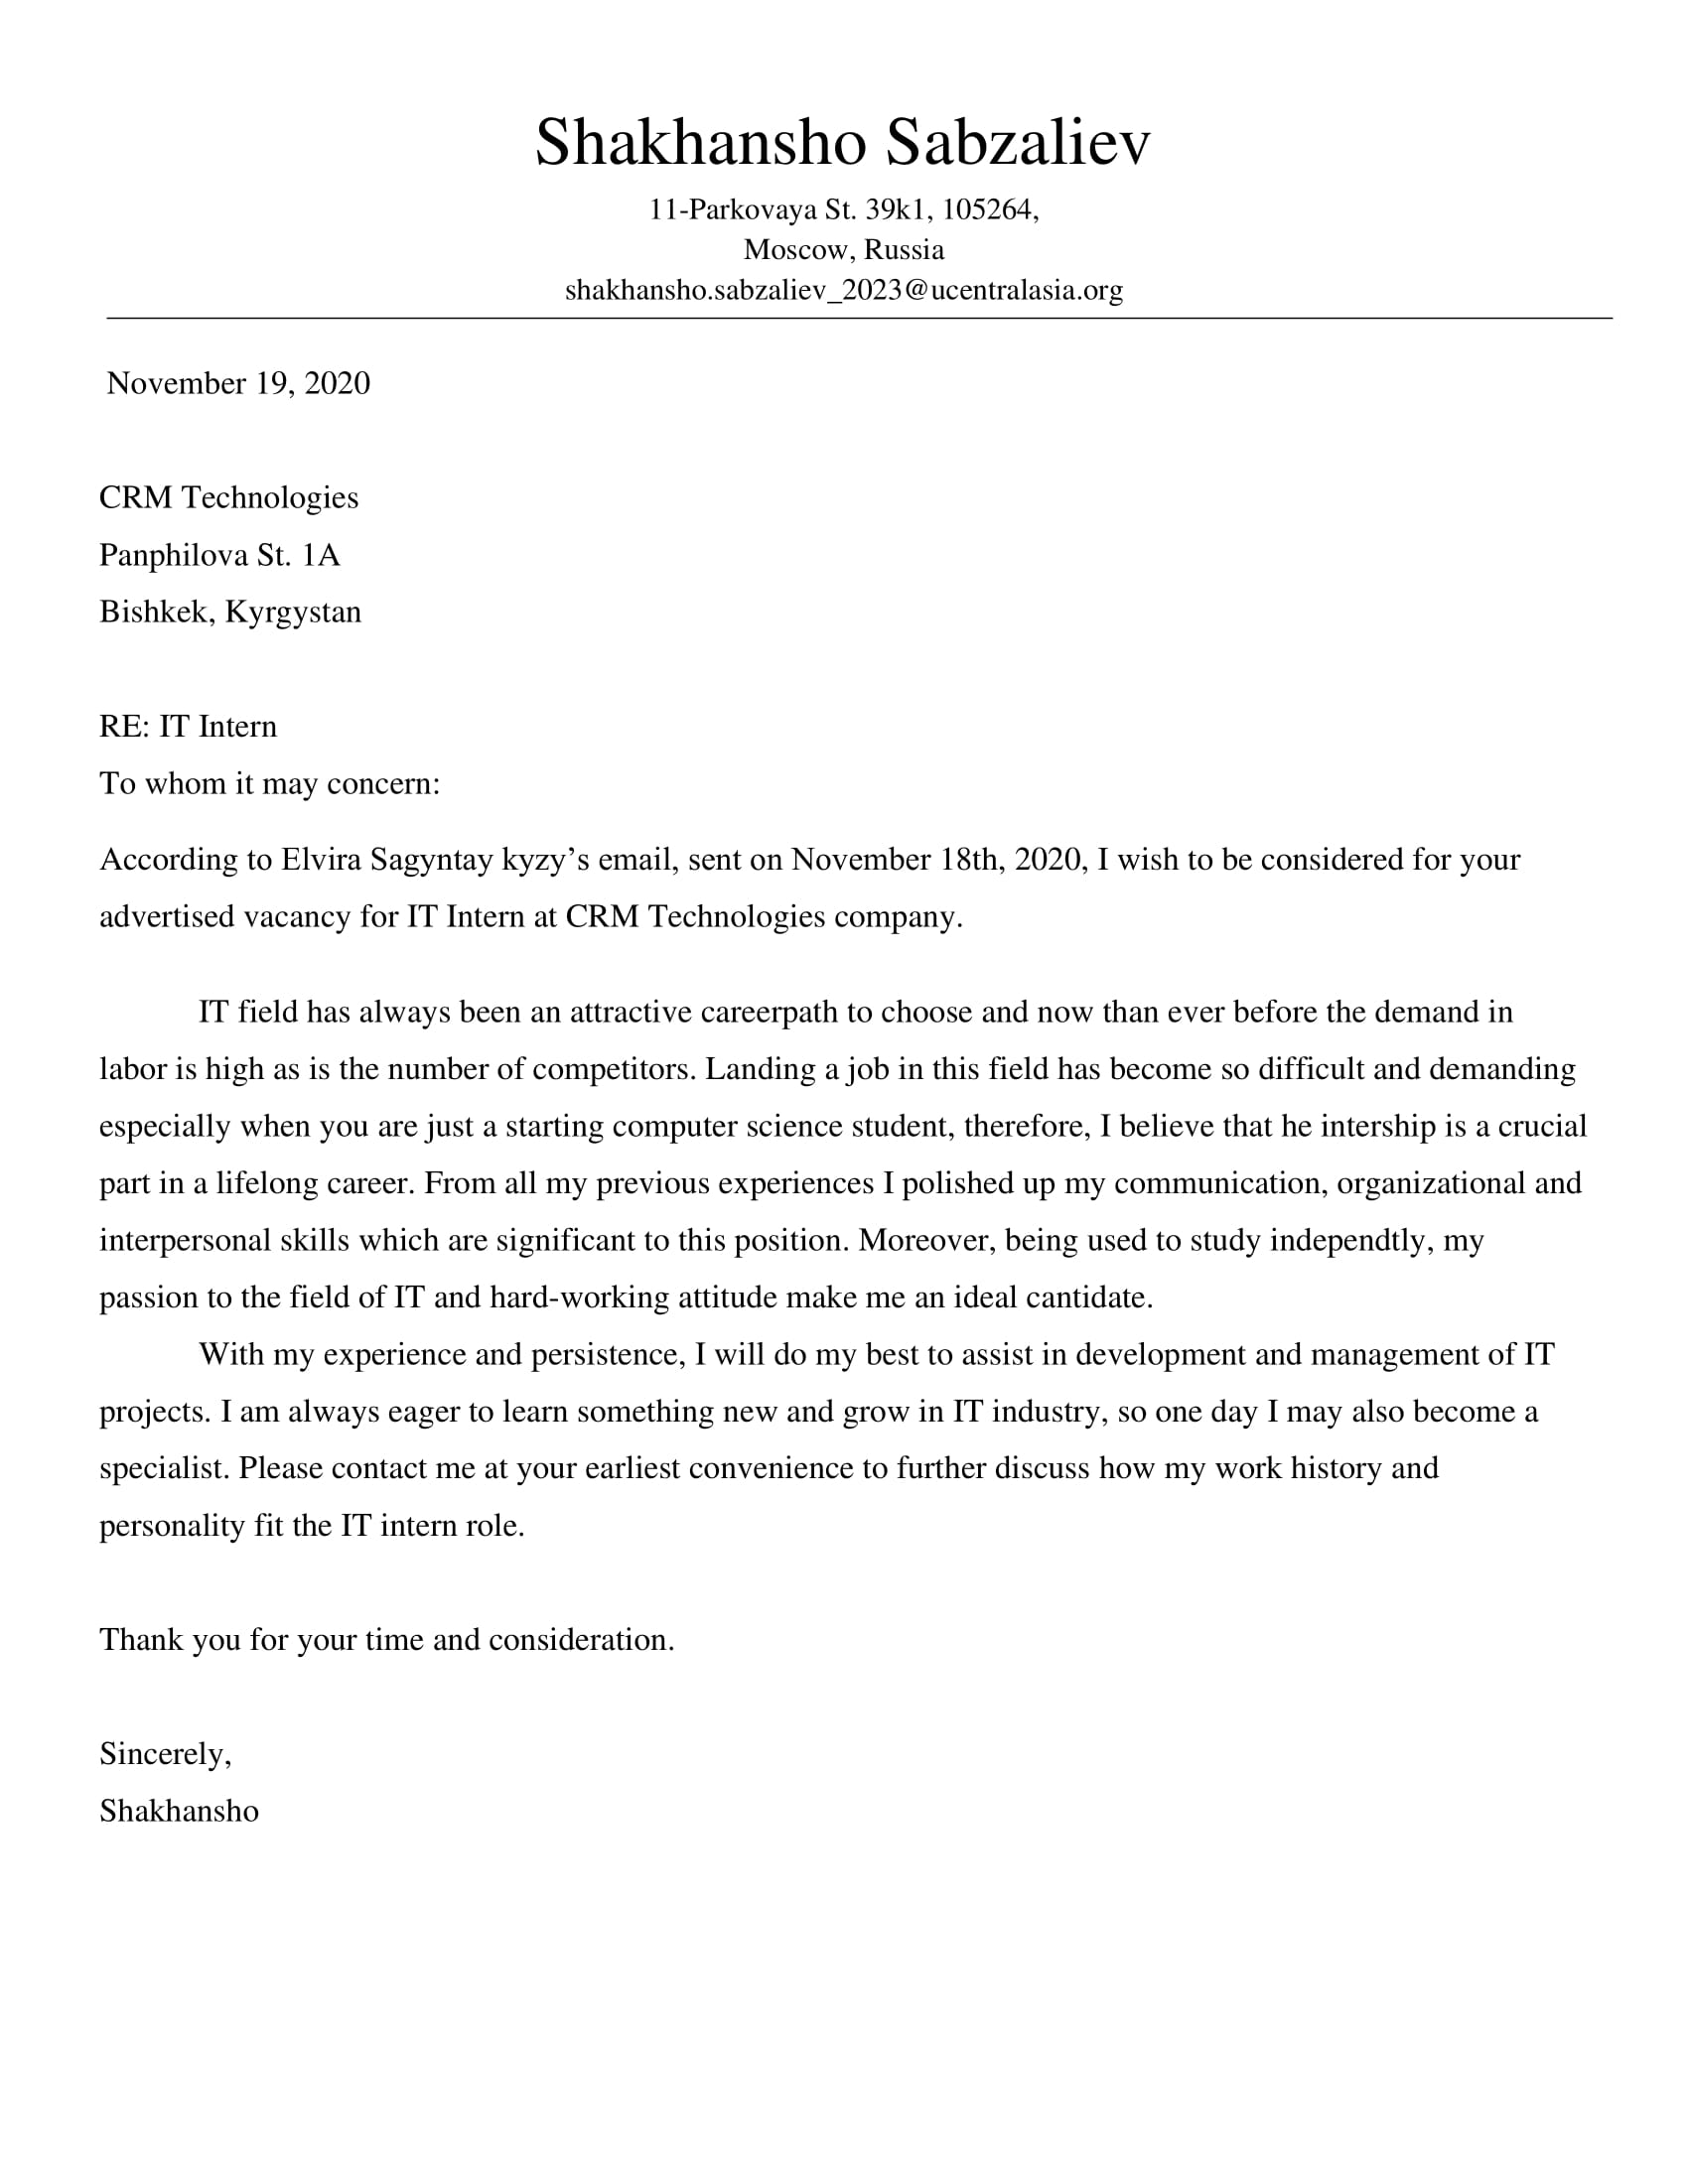 Shakhansho Sabzaliev
11-Parkovaya St. 39k1, 105264,
Moscow, Russia
shakhansho.sabzaliev_2023@ucentralasia.org
November 19, 2020
CRM Technologies
Panphilova St. 1A
Bishkek, Kyrgystan
RE: IT Intern
To whom it may concern:
According to Elvira Sagyntay kyzy’s email, sent on November 18th, 2020, I wish to be considered for your
advertised vacancy for IT Intern at CRM Technologies company.
IT field has always been an attractive careerpath to choose and now than ever before the demand in
labor is high as is the number of competitors. Landing a job in this field has become so difficult and demanding
especially when you are just a starting computer science student, therefore, I believe that he intership is a crucial
part in a lifelong career. From all my previous experiences I polished up my communication, organizational and
interpersonal skills which are significant to this position. Moreover, being used to study independtly, my
passion to the field of IT and hard-working attitude make me an ideal cantidate.
With my experience and persistence, I will do my best to assist in development and management of IT
projects. I am always eager to learn something new and grow in IT industry, so one day I may also become a
specialist. Please contact me at your earliest convenience to further discuss how my work history and
personality fit the IT intern role.
Thank you for your time and consideration.
Sincerely,
Shakhansho